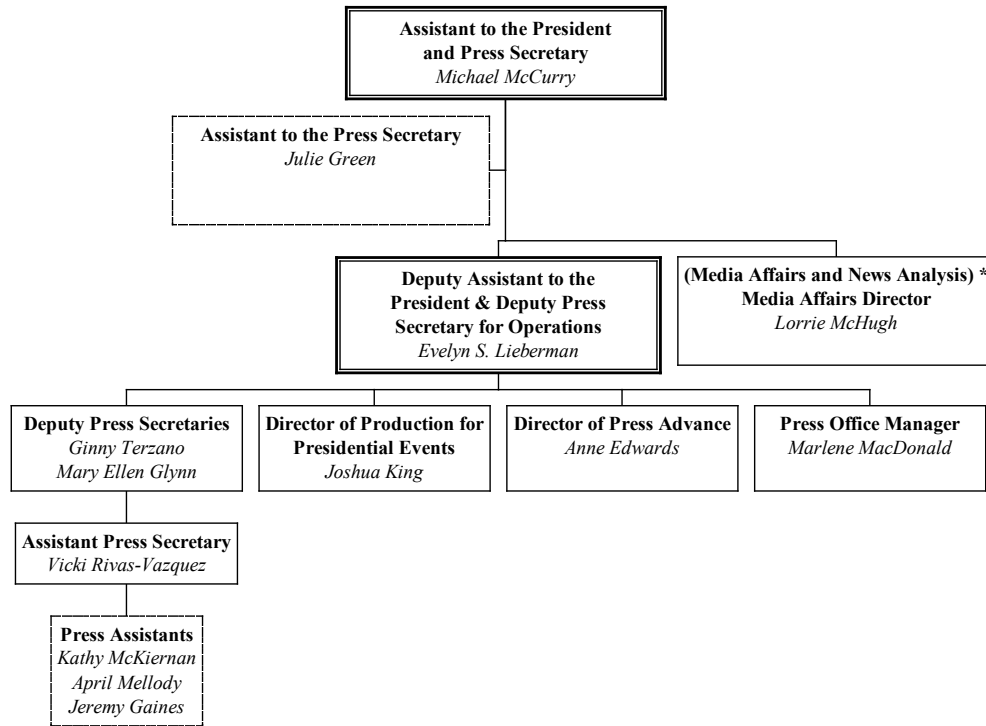 Assistant to the President
and Press Secretary
Michael McCurry
Assistant to the Press Secretary
Julie Green
Deputy Assistant to the
President & Deputy Press
Secretary for Operations
Evelyn S. Lieberman
(Media Affairs and News Analysis) *
Media Affairs Director
Lorrie McHugh
Deputy Press Secretaries
Ginny Terzano
Mary Ellen Glynn
Director of Production for
Presidential Events
Joshua King
Director of Press Advance
Anne Edwards
Press Office Manager
Marlene MacDonald
Assistant Press Secretary
Vicki Rivas-Vazquez
Press Assistants
Kathy McKiernan
April Mellody
Jeremy Gaines